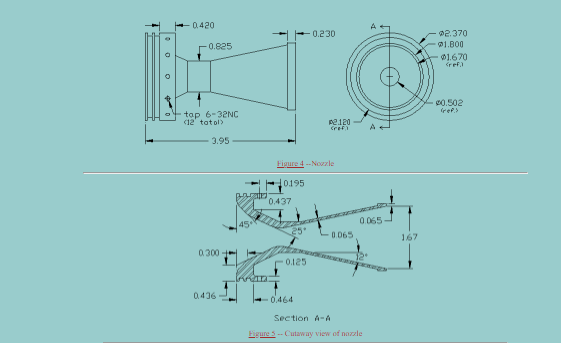 0.420
0.825
0.230
tap 6-32NC
(12 total)
3.95
A
Ø2.370
Ø1.800
Ø1.670
(ref.)
Ø0.502
(ref.)
Ø2.120
(ref.)
A
Figure 4 --Nozzle
0.195
0.437
45°
25°
0.065
0.065
1.67
0.300
0.125
12°
0.436
0.464
Section A-A
Figure 5 -- Cutaway view of nozzle